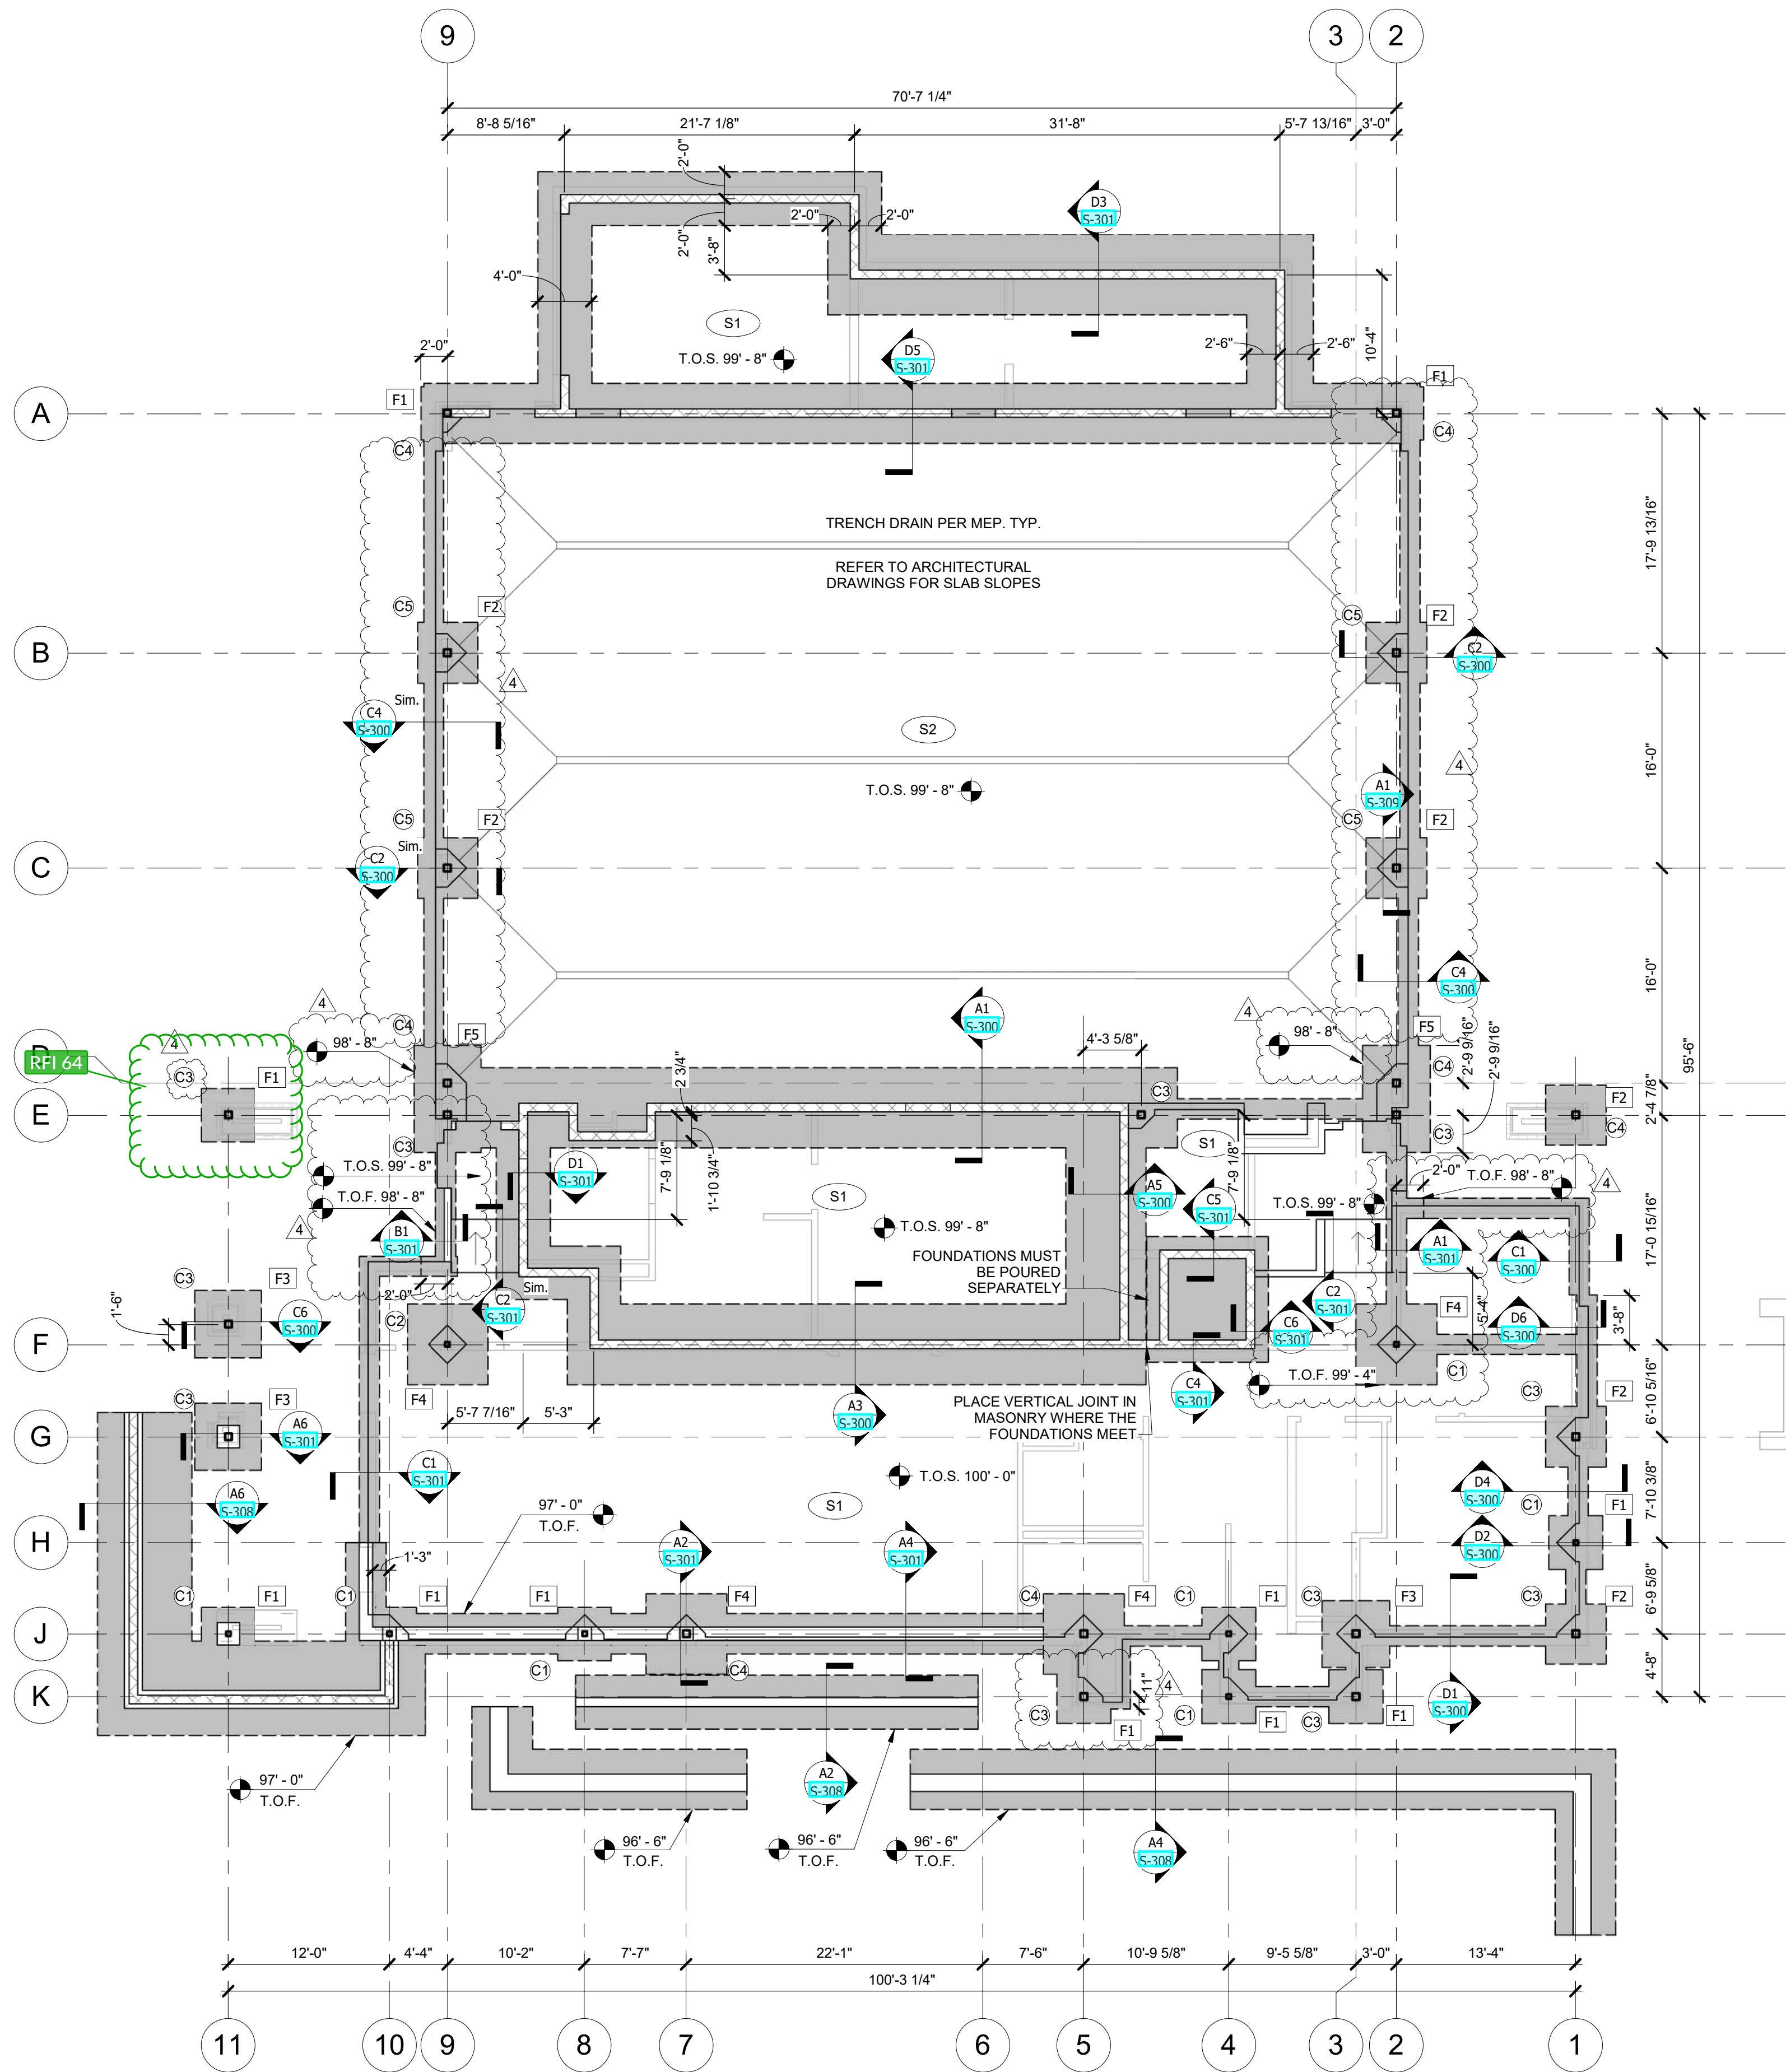 9
3
2
70'-7 1/4"
8'-8 5/16"
21'-7 1/8"
31'-8"
5'-7 13/16"
3'-0"
2'-0"
D3
S-301
2'-0"
2'-0"
2'-0"
3'-8"
4'-0"
S1
T.O.S. 99' - 8"
D5
S-301
2'-6"
2'-6"
10'-4"
2'-0"
F1
F1
A
C4
C4
17'-9 13/16"
TRENCH DRAIN PER MEP. TYP.
REFER TO ARCHITECTURAL
DRAWINGS FOR SLAB SLOPES
C5
F2
C5
F2
B
C2
S-300
4
Sim.
C4
S-300
S2
16'-0"
4
T.O.S. 99' - 8"
A1
S-309
C5
F2
C5
F2
Sim.
C
C2
S-300
16'-0"
95'-6"
C4
S-300
4
A1
S-300
4
C4
F5
98' - 8"
98' - 8"
F5
2'-9 9/16"
2'-9 9/16"
4'-3 5/8"
4
RFI 64
C3
F1
2 3/4"
C3
C4
F2
2'-4 7/8"
E
C4
C3
S1
C3
T.O.S. 99' - 8"
D1
S-301
7'-9 1/8"
1'-10 3/4"
S1
A5
S-300
C5
S-301
7'-9 1/8"
2'-0"
T.O.F. 98' - 8"
4
T.O.F. 98' - 8"
T.O.S. 99' - 8"
T.O.S. 99' - 8"
4
B1
S-301
A1
S-301
C1
S-300
17'-0 15/16"
FOUNDATIONS MUST
BE POURED
SEPARATELY
C3
F3
2'-0"
Sim.
C2
S-301
C2
S-301
1'-6"
C6
S-300
C2
C6
S-301
F4
5'-4"
D6
S-300
3'-8"
F
T.O.F. 99' - 4"
C1
C3
F3
F4
5'-7 7/16"
5'-3"
A3
S-300
C4
S-301
PLACE VERTICAL JOINT IN
MASONRY WHERE THE
FOUNDATIONS MEET
C3
F2
6'-10 5/16"
G
A6
S-301
C1
S-301
T.O.S. 100' - 0"
A6
S-308
S1
D4
S-300
C1
F1
7'-10 3/8"
97' - 0"
T.O.F.
H
A2
S-301
A4
S-301
D2
S-300
1'-3"
C1
F1
C1
F1
F1
F4
C4
F4
C1
F1
C3
F3
C3
F2
6'-9 5/8"
J
C1
C4
4'-8"
K
C3
1'-11"
4
F1
C1
F1
C3
F1
D1
S-300
97' - 0"
T.O.F.
A2
S-308
96' - 6"
T.O.F.
96' - 6"
T.O.F.
96' - 6"
T.O.F.
A4
S-308
12'-0"
4'-4"
10'-2"
7'-7"
22'-1"
7'-6"
10'-9 5/8"
9'-5 5/8"
3'-0"
13'-4"
100'-3 1/4"
11
10
9
8
7
6
5
4
3
2
1